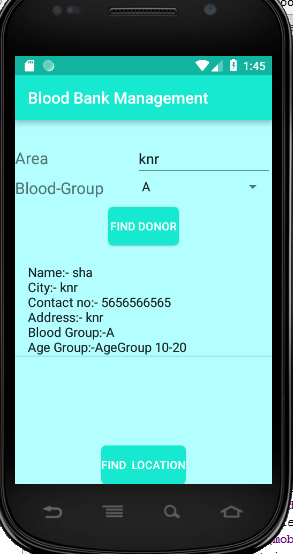 1:45
Blood Bank Management
Area knr
Blood-Group A
FIND DONOR
Name:- sha
City:- knr
Contact no:- 5656566565
Address:- knr
Blood Group:-A
Age Group:-AgeGroup 10-20
FIND LOCATION